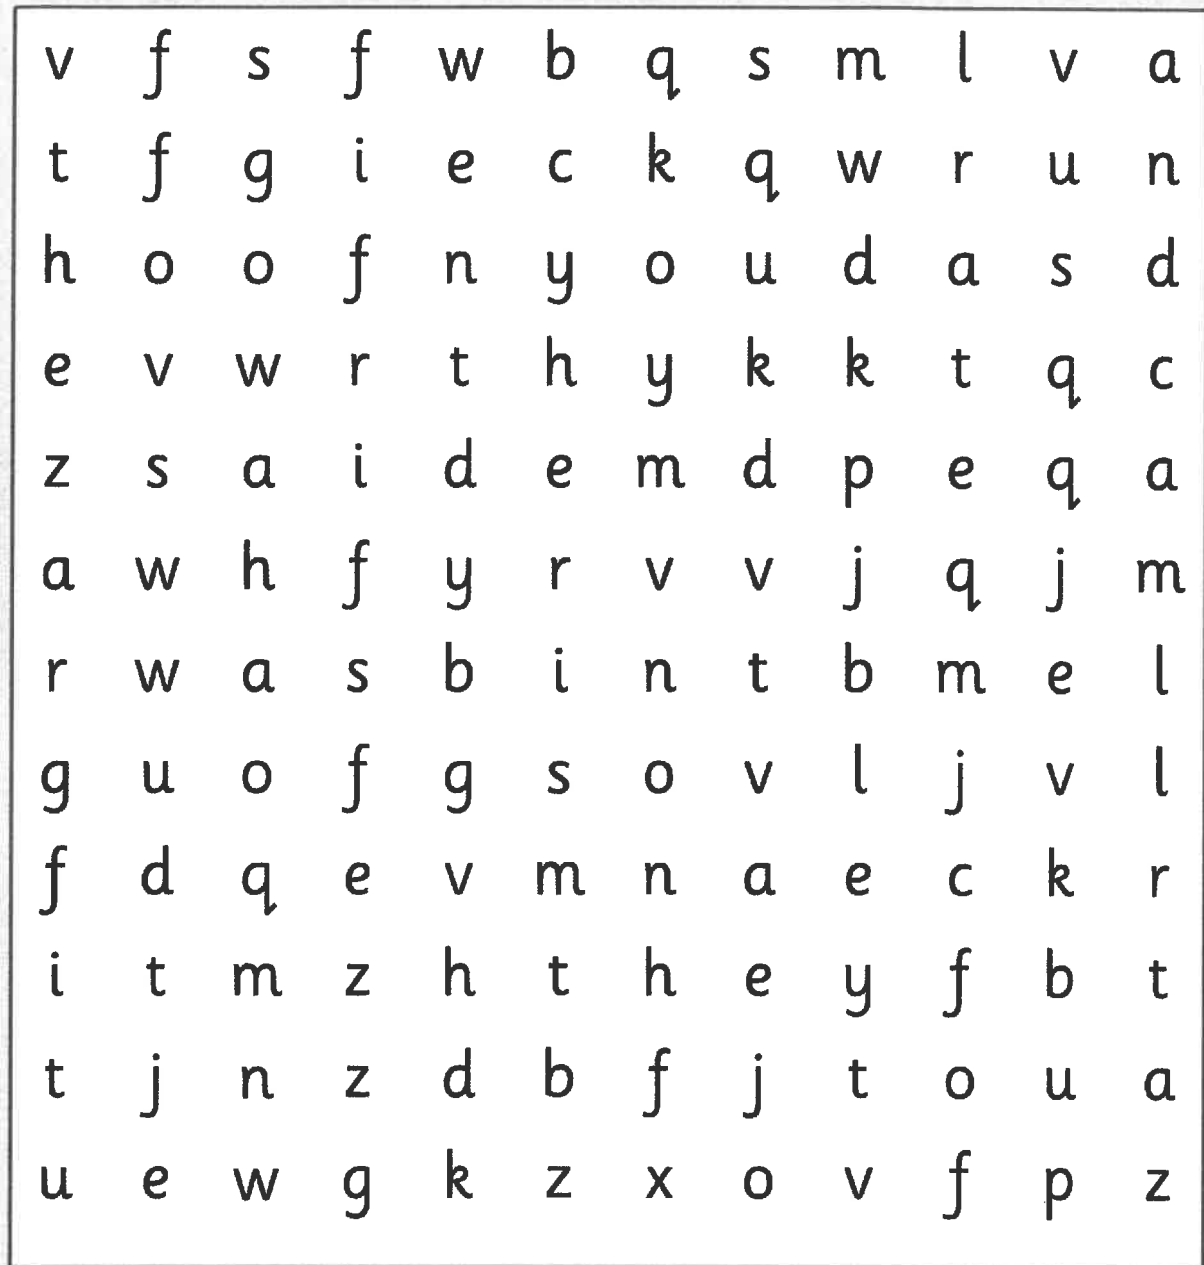 v f s f w b q s m l v a
t f g i e c k q w r u n
h o o f n y o u d a s d
e v w r t h y k k t q c
z s a i d e m d p e q a
a w h f y r v v j q j m
r w a s b i n t b m e l
g u o f g s o v l j v l
f d q e v m n a e c k r
i t m z h t h e y f b t
t j n z d b f j t o u a
u e w g k z x o v f p z